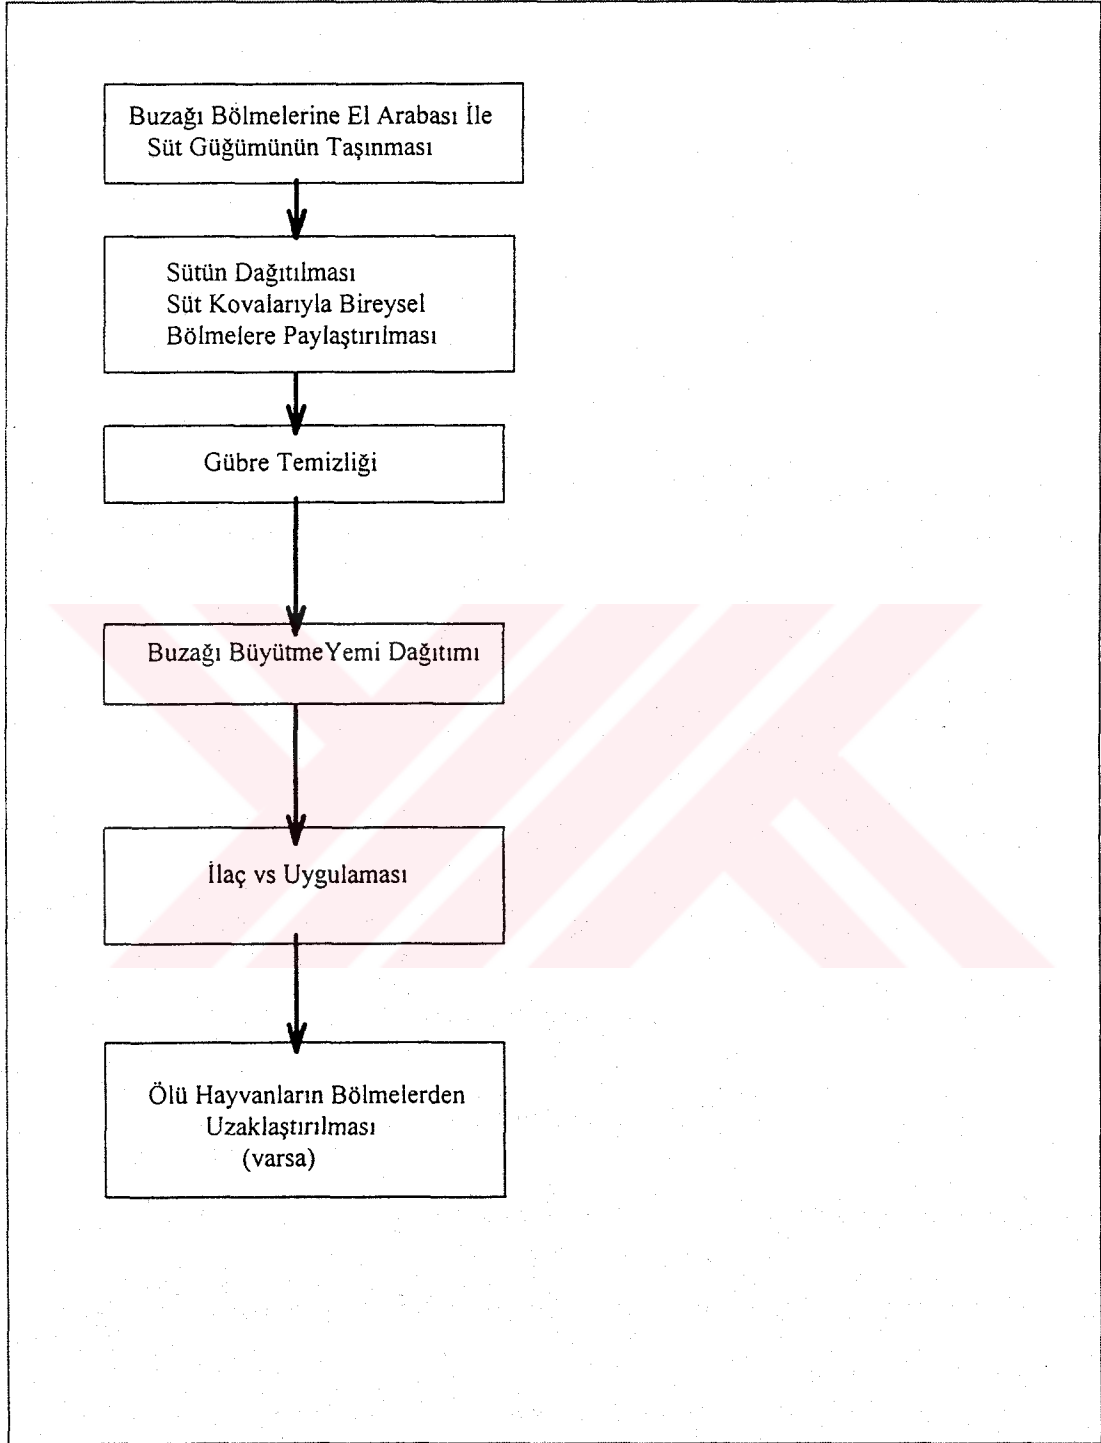 Buzağı Bölmelerine El Arabası İle
Süt Güğümünün Taşınması
Sütün Dağıtılması
Süt Kovalarıyla Bireysel
Bölmelere Paylaştırılması
Gübre Temizliği
Buzağı BüyütmeYemi Dağıtımı
İlaç vs Uygulaması
Ölü Hayvanların Bölmelerden
Uzaklaştırılması
(varsa)